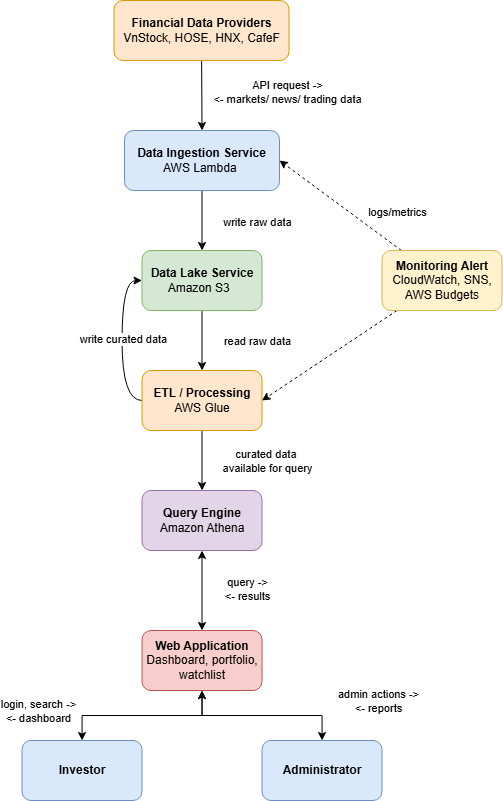 Financial Data Providers
VnStock, HOSE, HNX, CafeF
API request ->
<- markets/ news/ trading data
Data Ingestion Service
AWS Lambda
logs/metrics
write raw data
Monitoring Alert
CloudWatch, SNS,
AWS Budgets
Data Lake Service
Amazon S3
write curated data
read raw data
ETL / Processing
AWS Glue
curated data
available for query
Query Engine
Amazon Athena
query ->
<- results
Web Application
Dashboard, portfolio,
watchlist
login, search ->
<- dashboard
admin actions ->
<- reports
Investor
Administrator